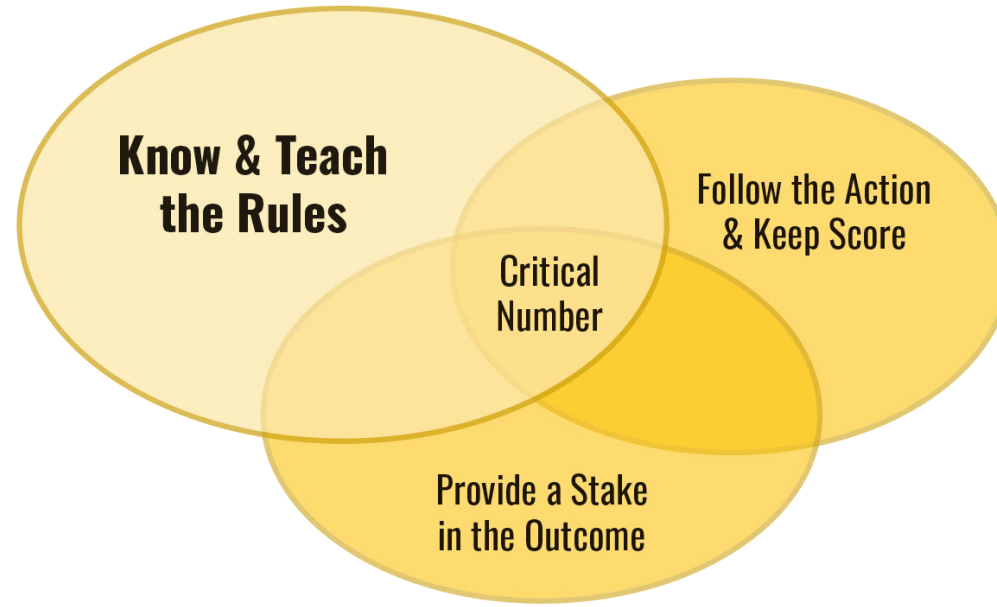 Know & Teach
the Rules
Follow the Action
& Keep Score
Critical
Number
Provide a Stake
in the Outcome